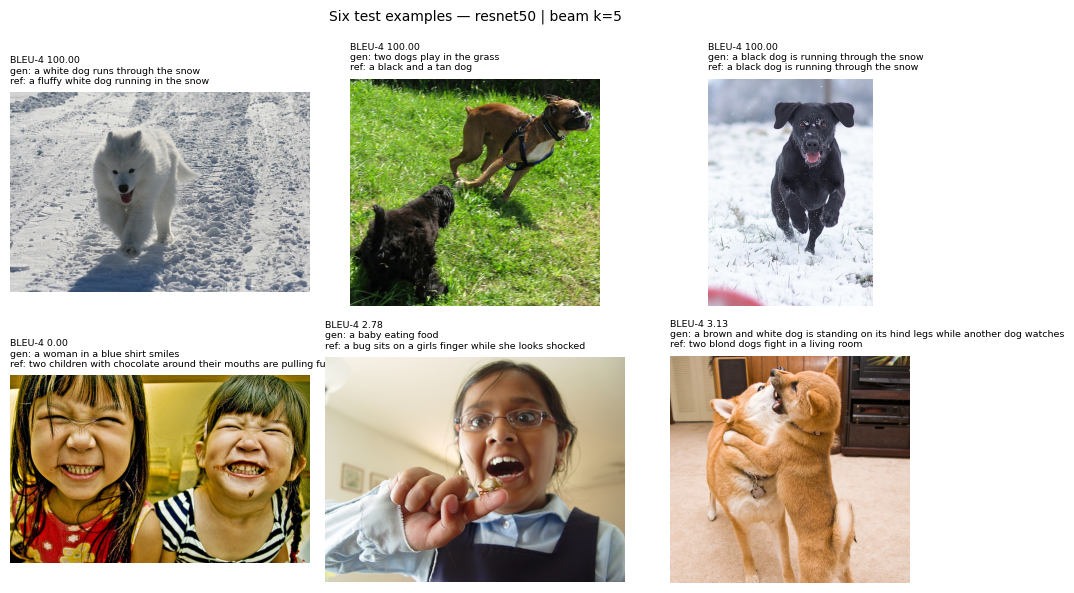 Six test examples — resnet50 | beam k=5
BLEU-4 100.00
gen: a white dog runs through the snow
ref: a fluffy white dog running in the snow
BLEU-4 100.00
gen: two dogs play in the grass
ref: a black and a tan dog
BLEU-4 100.00
gen: a black dog is running through the snow
ref: a black dog is running through the snow
BLEU-4 0.00
gen: a woman in a blue shirt smiles
ref: two children with chocolate around their mouths are pulling fu
BLEU-4 2.78
gen: a baby eating food
ref: a bug sits on a girls finger while she looks shocked
BLEU-4 3.13
gen: a brown and white dog is standing on its hind legs while another dog watches
ref: two blond dogs fight in a living room